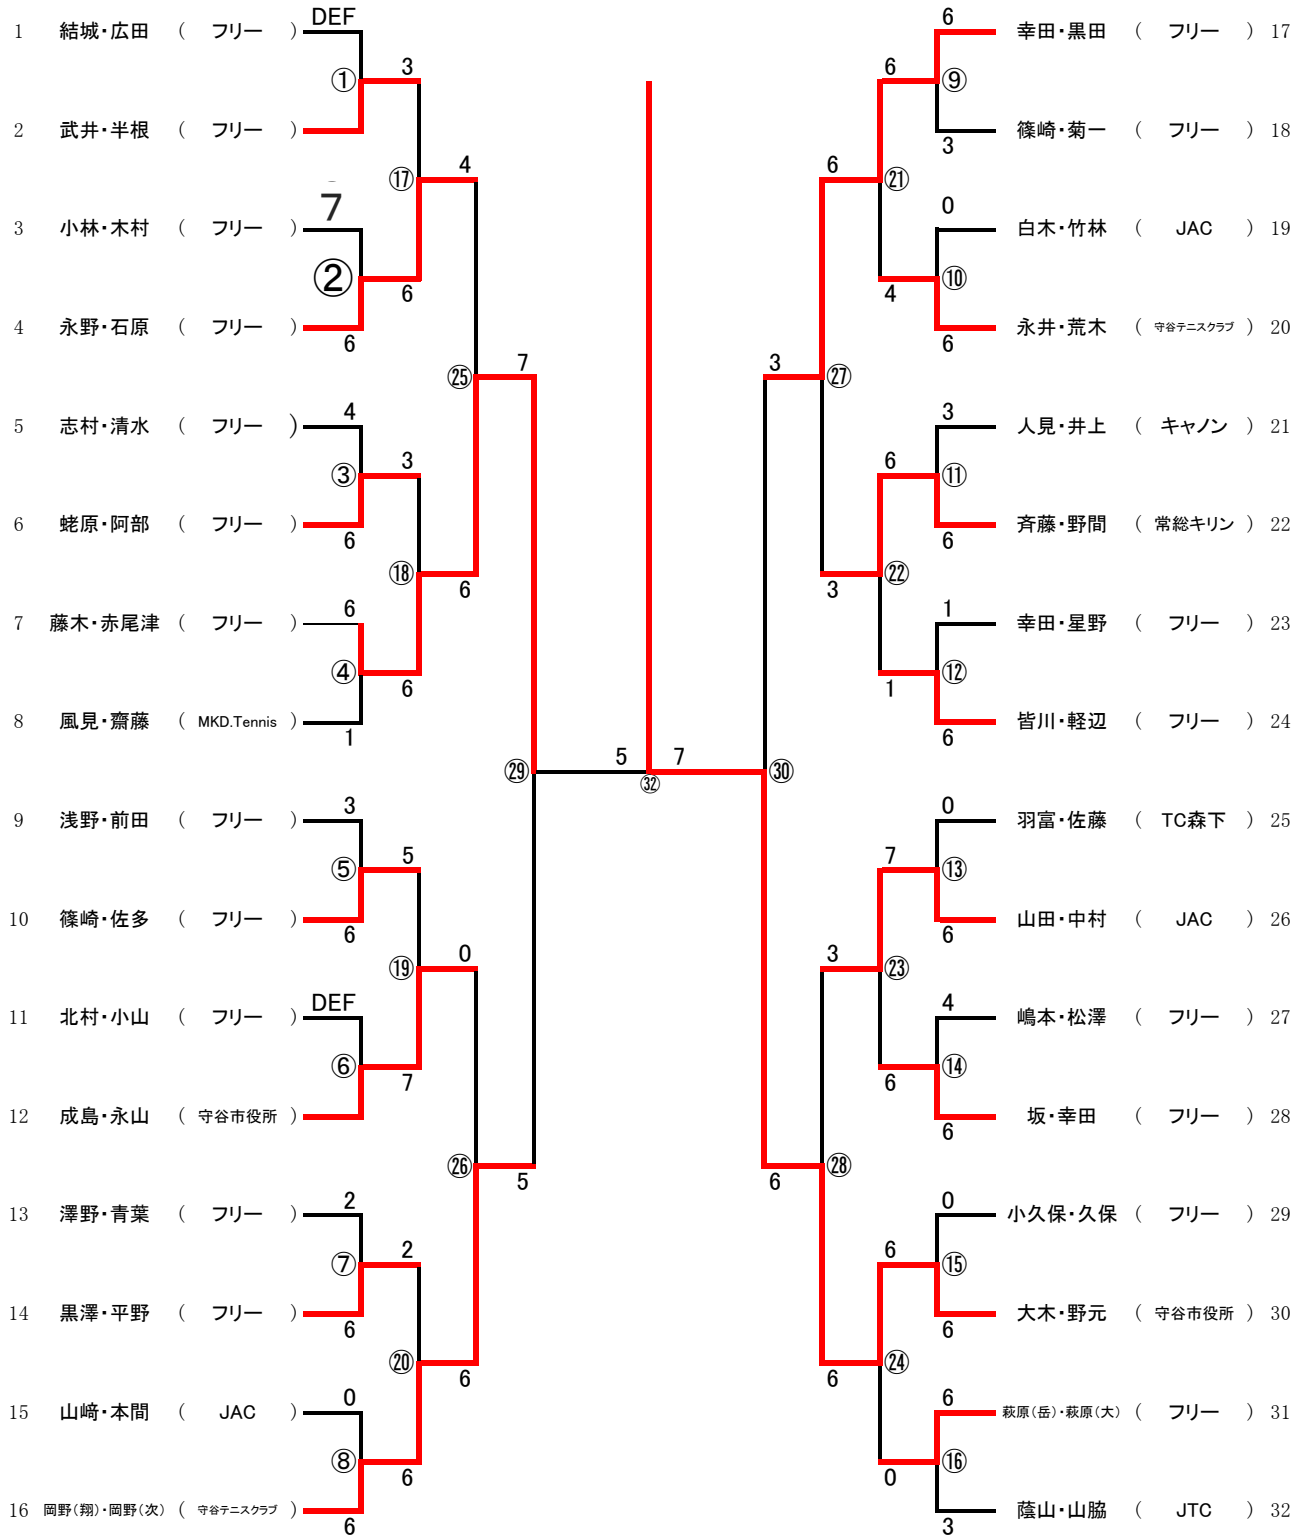 1 結城・広田 ( フリー ) DEF
①
3
2 武井・半根 ( フリー )
⑰
4
3 小林・木村 ( フリー ) 7
②
6
4 永野・石原 ( フリー ) 6
㉕
7
5 志村・清水 ( フリー ) 4
③
3
6 蛯原・阿部 ( フリー ) 6
⑱
6
7 藤木・赤尾津 ( フリー ) 6
④
6
8 風見・齋藤 ( MKD.Tennis ) 1
㉙
5
9 浅野・前田 ( フリー ) 3
⑤
5
10 篠崎・佐多 ( フリー ) 6
⑲
0
11 北村・小山 ( フリー ) DEF
⑥
7
12 成島・永山 ( 守谷市役所 )
㉖
5
13 澤野・青葉 ( フリー ) 2
⑦
2
14 黒澤・平野 ( フリー ) 6
⑳
6
15 山﨑・本間 ( JAC ) 0
⑧
6
16 岡野(翔)・岡野(次) ( 守谷テニスクラブ ) 6
㉜
6 幸田・黒田 ( フリー ) 17
6
⑨
3 篠崎・菊一 ( フリー ) 18
6
㉑
0 白木・竹林 ( JAC ) 19
4
⑩
6 永井・荒木 ( 守谷テニスクラブ ) 20
3
㉗
3 人見・井上 ( キャノン ) 21
6
⑪
6 斉藤・野間 ( 常総キリン ) 22
3
㉒
1 幸田・星野 ( フリー ) 23
1
⑫
6 皆川・軽辺 ( フリー ) 24
7
㉚
0 羽富・佐藤 ( TC森下 ) 25
7
⑬
6 山田・中村 ( JAC ) 26
3
㉓
4 嶋本・松澤 ( フリー ) 27
6
⑭
6 坂・幸田 ( フリー ) 28
6
㉘
0 小久保・久保 ( フリー ) 29
6
⑮
6 大木・野元 ( 守谷市役所 ) 30
6
㉔
6 萩原(岳)・萩原(大) ( フリー ) 31
0
⑯
3 蔭山・山脇 ( JTC ) 32